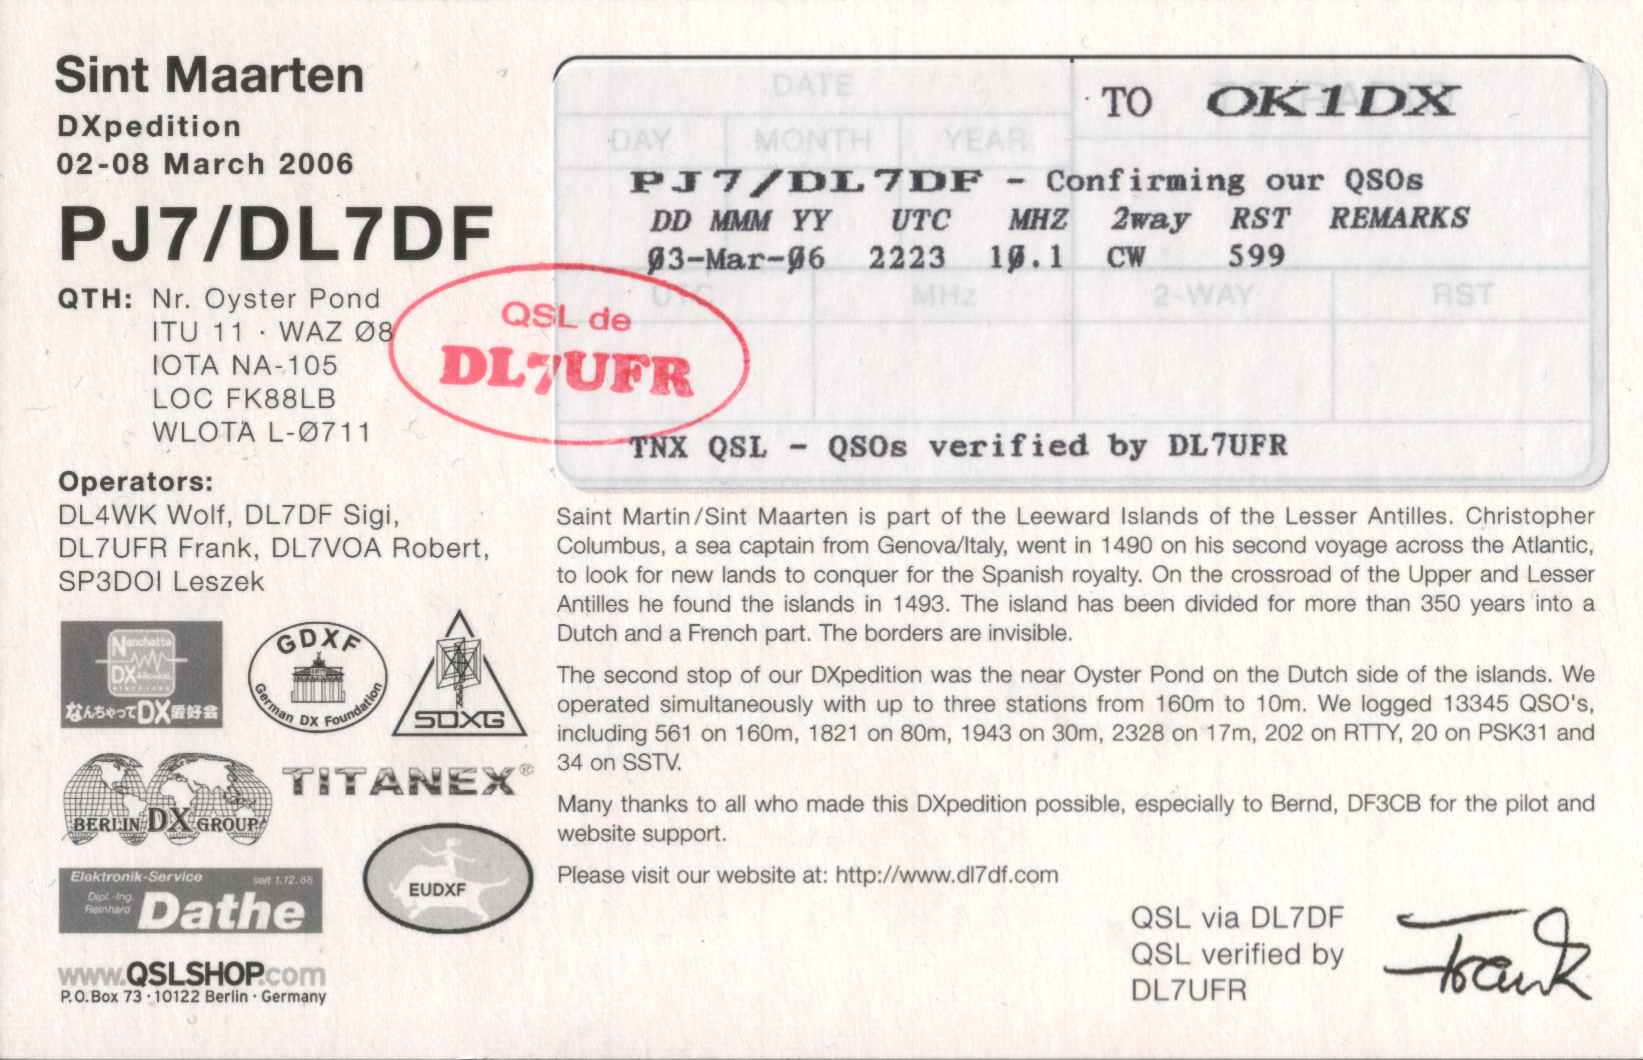 Sint Maarten
DXpedition
02-08 March 2006
PJ7/DL7DF
QTH: Nr. Oyster Pond
ITU 11 · WAZ Ø8
IOTA NA-105
LOC FK88LB
WLOTA L-Ø711
Operators:
DL4WK Wolf, DL7DF Sigi,
DL7UFR Frank, DL7VOA Robert,
SP3DOI Leszek
Nanchatte
DX
なんちゃってDX愛好会
GDXF
German DX Foundation
SDXG
BERLIN DX GROUP
TITANEX®
Elektronik-Service seit 1.12.88
Dipl.-Ing.
Reinhard
Dathe
EUDXF
www.QSLSHOP.com
P.O.Box 73 · 10122 Berlin · Germany
DATE
DAY MONTH YEAR
TO OK1DX
PJ7/DL7DF - Confirming our QSOs
DD MMM YY UTC MHZ 2way RST REMARKS
Ø3-Mar-Ø6 2223 1Ø.1 CW 599
UTC MHz 2-WAY RST
QSL de
DL7UFR
TNX QSL - QSOs verified by DL7UFR
Saint Martin/Sint Maarten is part of the Leeward Islands of the Lesser Antilles. Christopher
Columbus, a sea captain from Genova/Italy, went in 1490 on his second voyage across the Atlantic,
to look for new lands to conquer for the Spanish royalty. On the crossroad of the Upper and Lesser
Antilles he found the islands in 1493. The island has been divided for more than 350 years into a
Dutch and a French part. The borders are invisible.
The second stop of our DXpedition was the near Oyster Pond on the Dutch side of the islands. We
operated simultaneously with up to three stations from 160m to 10m. We logged 13345 QSO's,
including 561 on 160m, 1821 on 80m, 1943 on 30m, 2328 on 17m, 202 on RTTY, 20 on PSK31 and
34 on SSTV.
Many thanks to all who made this DXpedition possible, especially to Bernd, DF3CB for the pilot and
website support.
Please visit our website at: http://www.dl7df.com
QSL via DL7DF
QSL verified by
DL7UFR
Frank